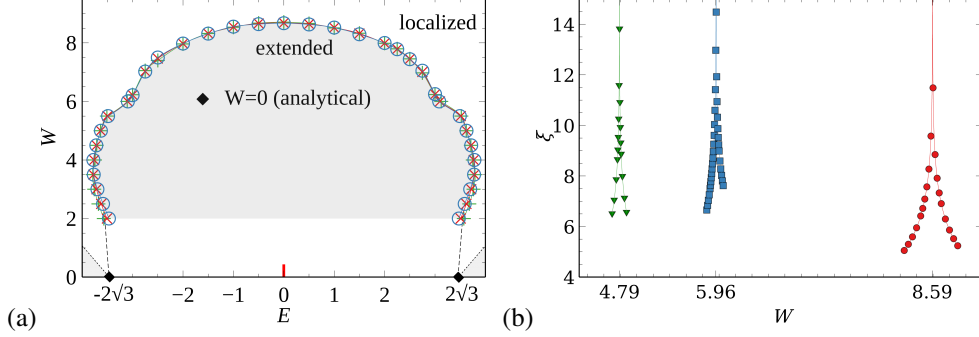 localized
extended
W=0 (analytical)
W
8
6
4
2
0
-2√3
−2
−1
0
1
2
2√3
E
(a)
14
12
10
8
6
4
ξ
4.79
5.96
8.59
W
(b)